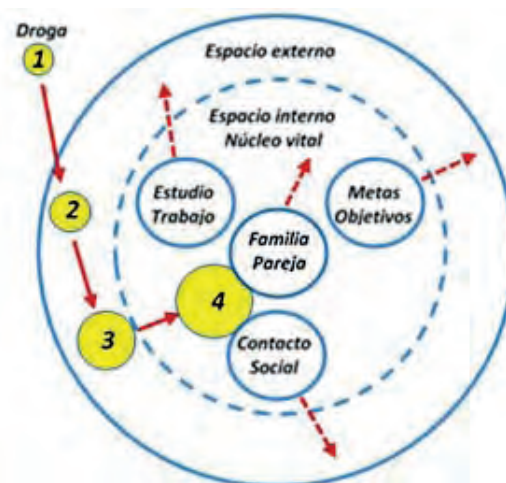 Droga
1
Espacio externo
Espacio interno
Núcleo vital
Estudio
Trabajo
Metas
Objetivos
2
Familia
Pareja
4
3
Contacto
Social